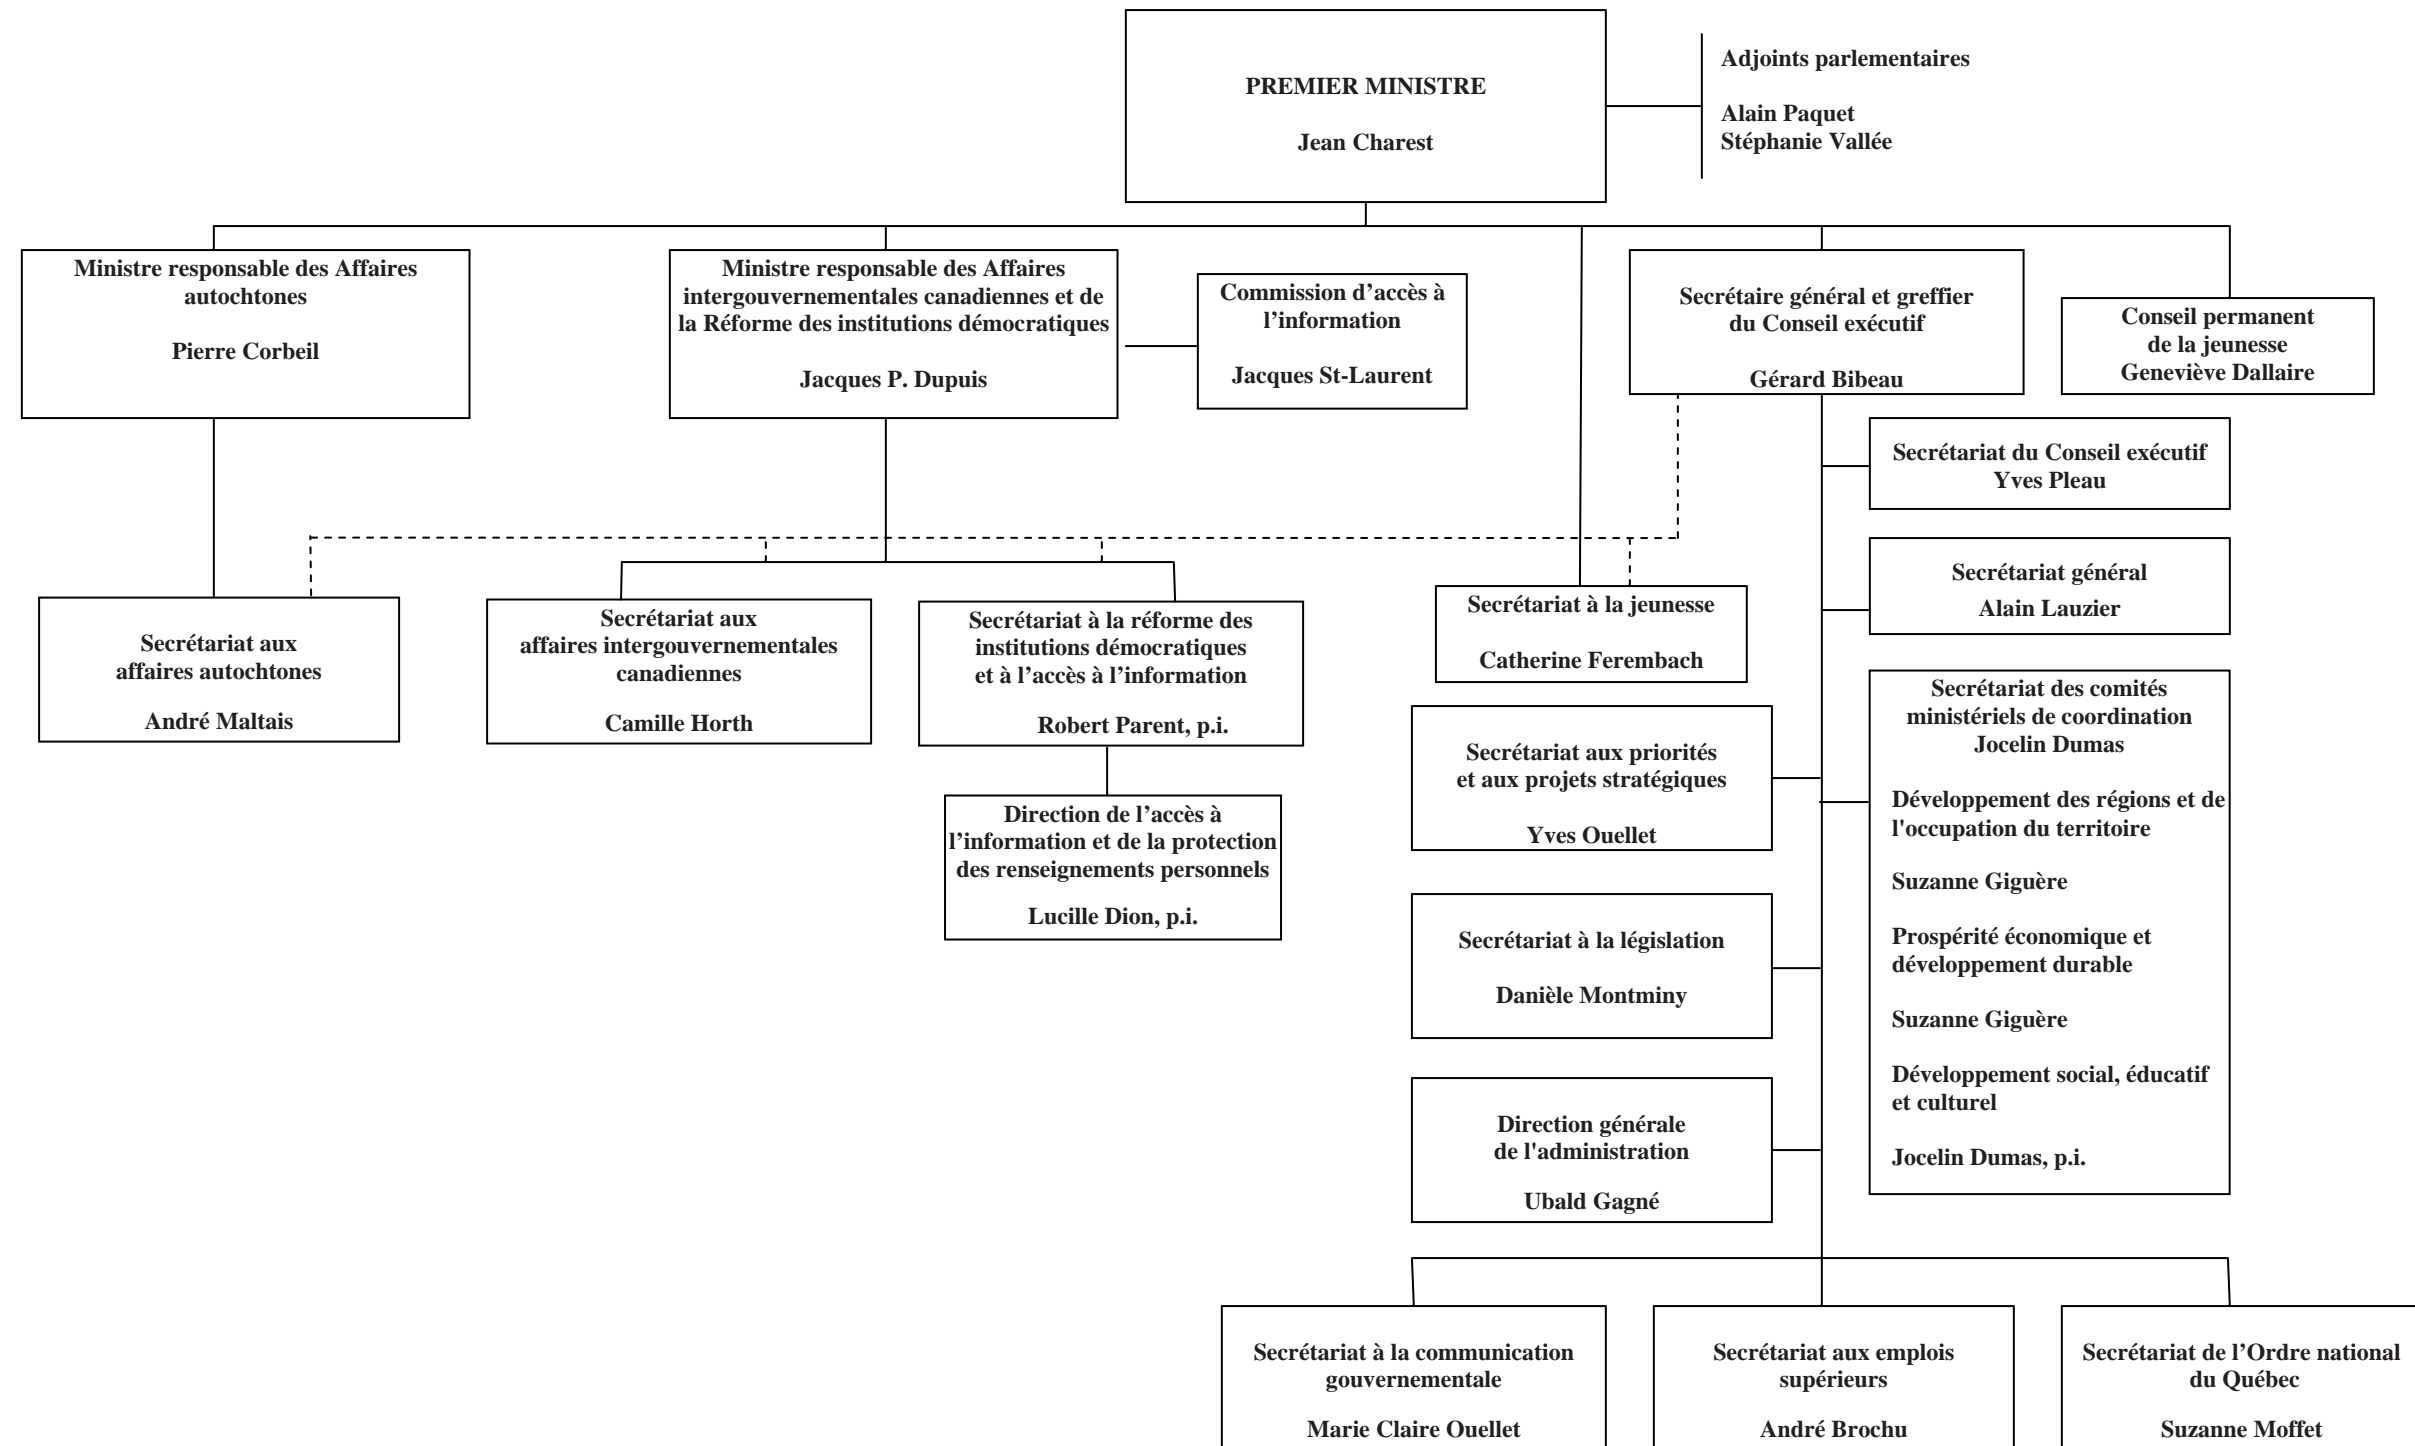 PREMIER MINISTRE
Jean Charest
Adjoints parlementaires
Alain Paquet
Stéphanie Vallée
Ministre responsable des Affaires
autochtones
Pierre Corbeil
Ministre responsable des Affaires
intergouvernementales canadiennes et de
la Réforme des institutions démocratiques
Jacques P. Dupuis
Commission d’accès à
l’information
Jacques St-Laurent
Secrétaire général et greffier
du Conseil exécutif
Gérard Bibeau
Conseil permanent
de la jeunesse
Geneviève Dallaire
Secrétariat du Conseil exécutif
Yves Pleau
Secrétariat général
Alain Lauzier
Secrétariat aux
affaires autochtones
André Maltais
Secrétariat aux
affaires intergouvernementales
canadiennes
Camille Horth
Secrétariat à la réforme des
institutions démocratiques
et à l’accès à l’information
Robert Parent, p.i.
Direction de l’accès à
l’information et de la protection
des renseignements personnels
Lucille Dion, p.i.
Secrétariat à la jeunesse
Catherine Ferembach
Secrétariat aux priorités
et aux projets stratégiques
Yves Ouellet
Secrétariat à la législation
Danièle Montminy
Direction générale
de l'administration
Ubald Gagné
Secrétariat des comités
ministériels de coordination
Jocelin Dumas
Développement des régions et de
l'occupation du territoire
Suzanne Giguère
Prospérité économique et
développement durable
Suzanne Giguère
Développement social, éducatif
et culturel
Jocelin Dumas, p.i.
Secrétariat à la communication
gouvernementale
Marie Claire Ouellet
Secrétariat aux emplois
supérieurs
André Brochu
Secrétariat de l’Ordre national
du Québec
Suzanne Moffet